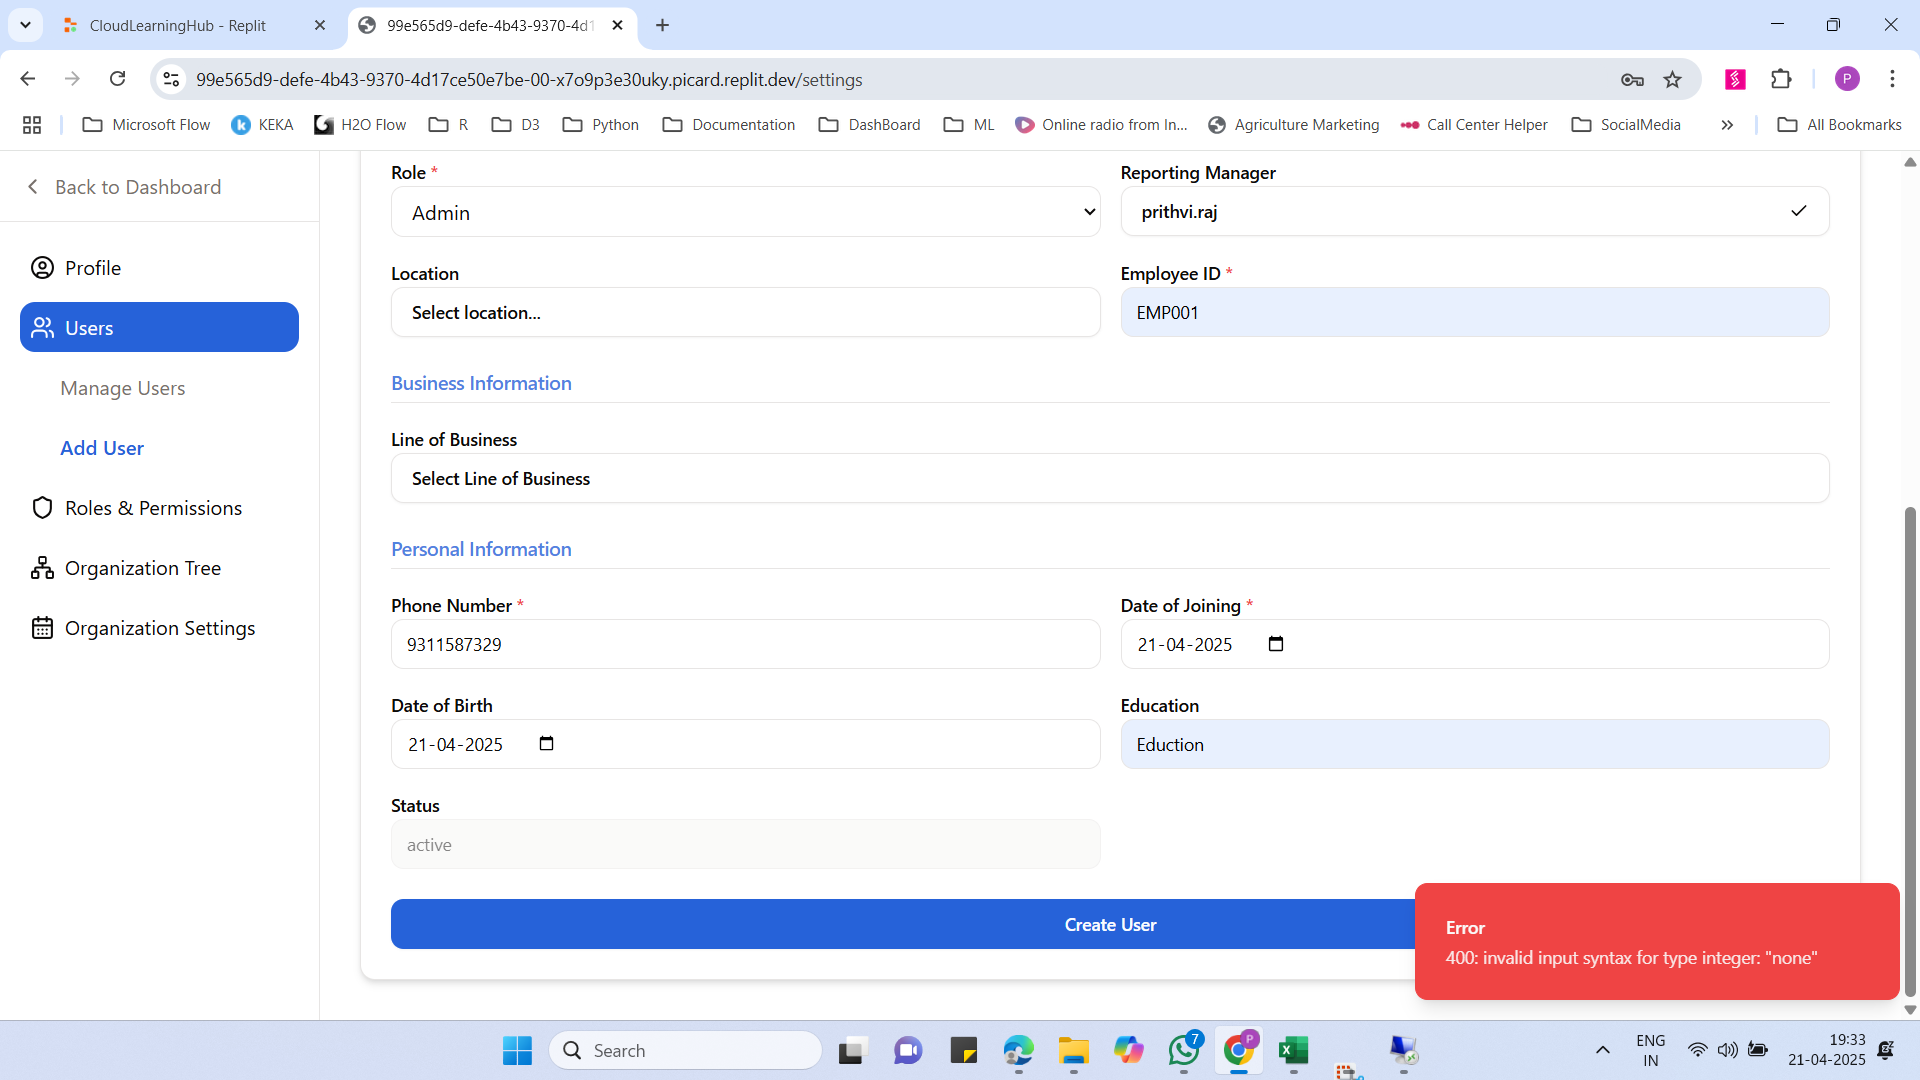 CloudLearningHub - Replit
99e565d9-defe-4b43-9370-4d1
99e565d9-defe-4b43-9370-4d17ce50e7be-00-x7o9p3e30uky.picard.replit.dev/settings
P
Microsoft Flow
KEKA
H2O Flow
R
D3
Python
Documentation
DashBoard
ML
Online radio from In...
Agriculture Marketing
Call Center Helper
SocialMedia
All Bookmarks
Back to Dashboard
Profile
Users
Manage Users
Add User
Roles & Permissions
Organization Tree
Organization Settings
Role *
Admin
Reporting Manager
prithvi.raj
Location
Select location...
Employee ID *
EMP001
Business Information
Line of Business
Select Line of Business
Personal Information
Phone Number *
9311587329
Date of Joining *
21-04-2025
Date of Birth
21-04-2025
Education
Eduction
Status
active
Create User
Error
400: invalid input syntax for type integer: "none"
Search
7
P
ENG
IN
19:33
21-04-2025